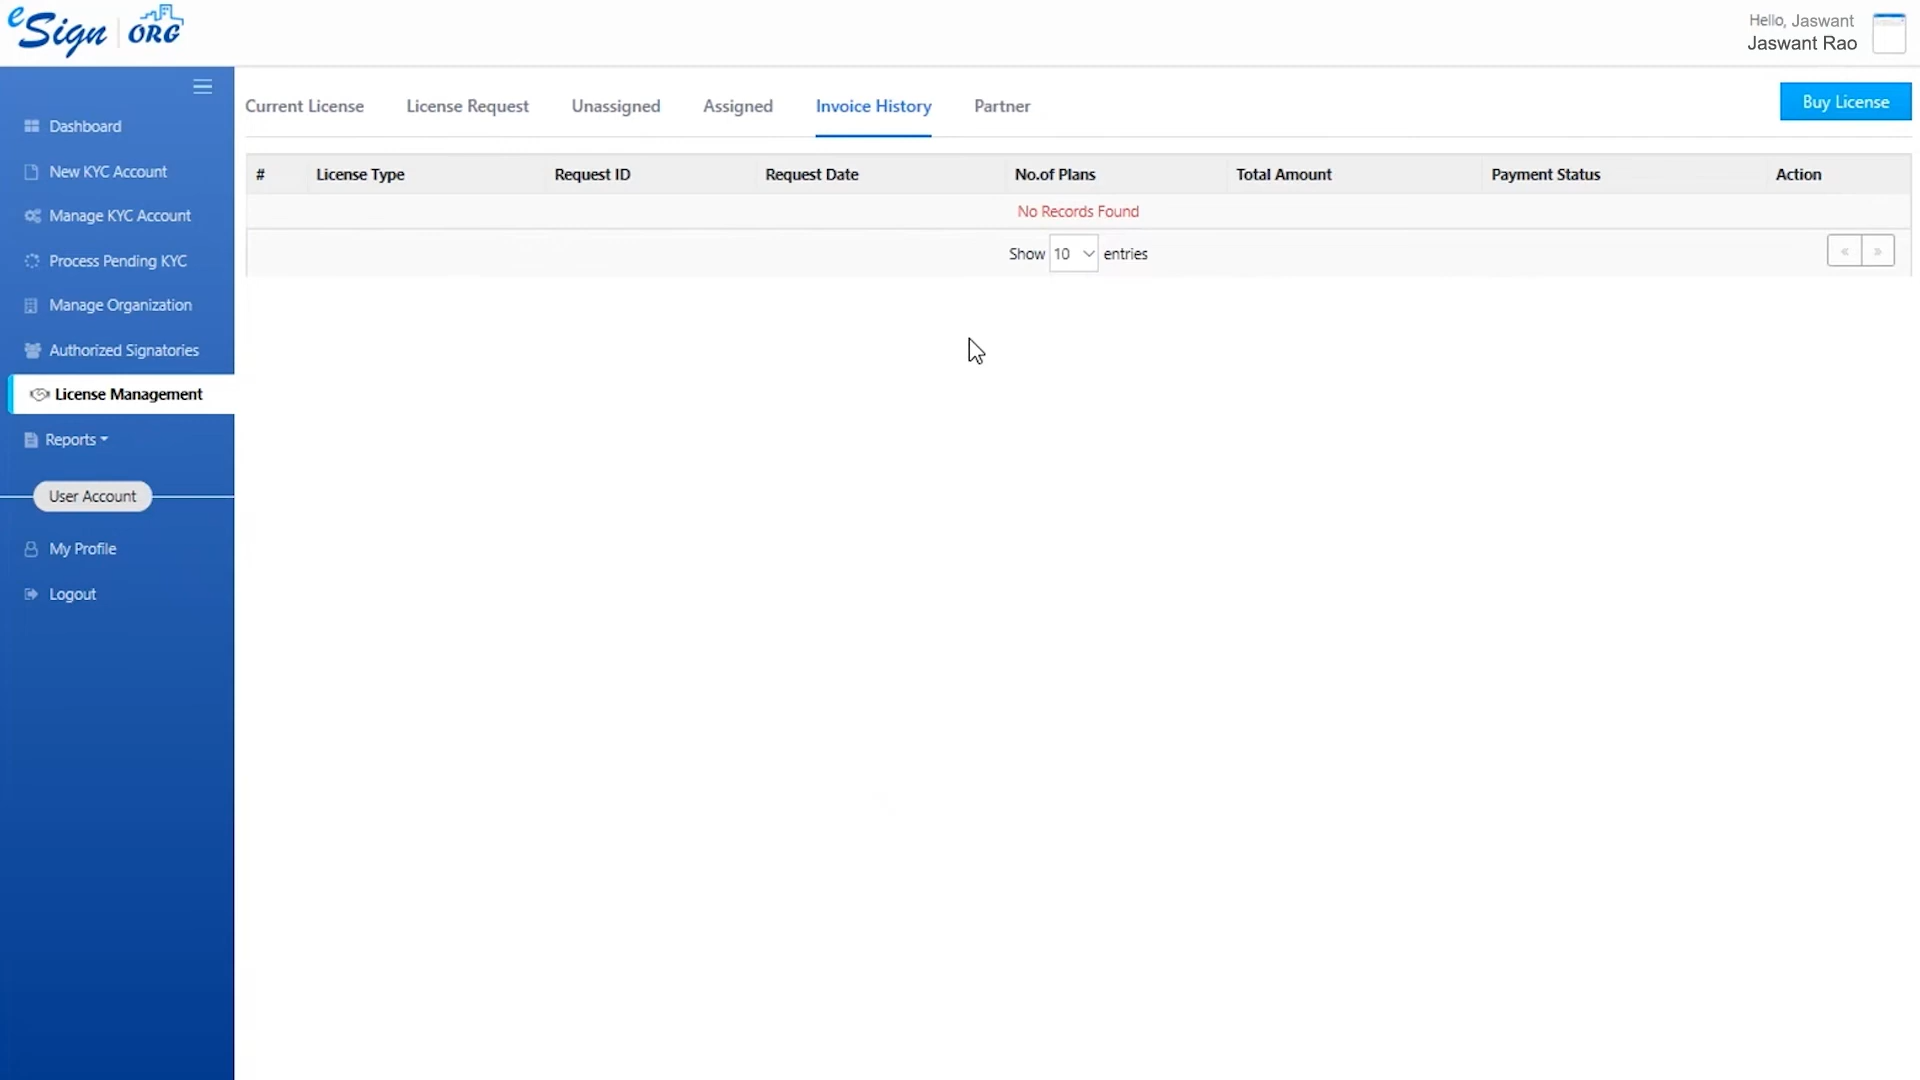 eSign ORG
Hello, Jaswant
Jaswant Rao
Dashboard
New KYC Account
Manage KYC Account
Process Pending KYC
Manage Organization
Authorized Signatories
License Management
Reports
User Account
My Profile
Logout
Current License License Request Unassigned Assigned Invoice History Partner
Buy License
# License Type Request ID Request Date No.of Plans Total Amount Payment Status Action
No Records Found
Show 10 entries
« »